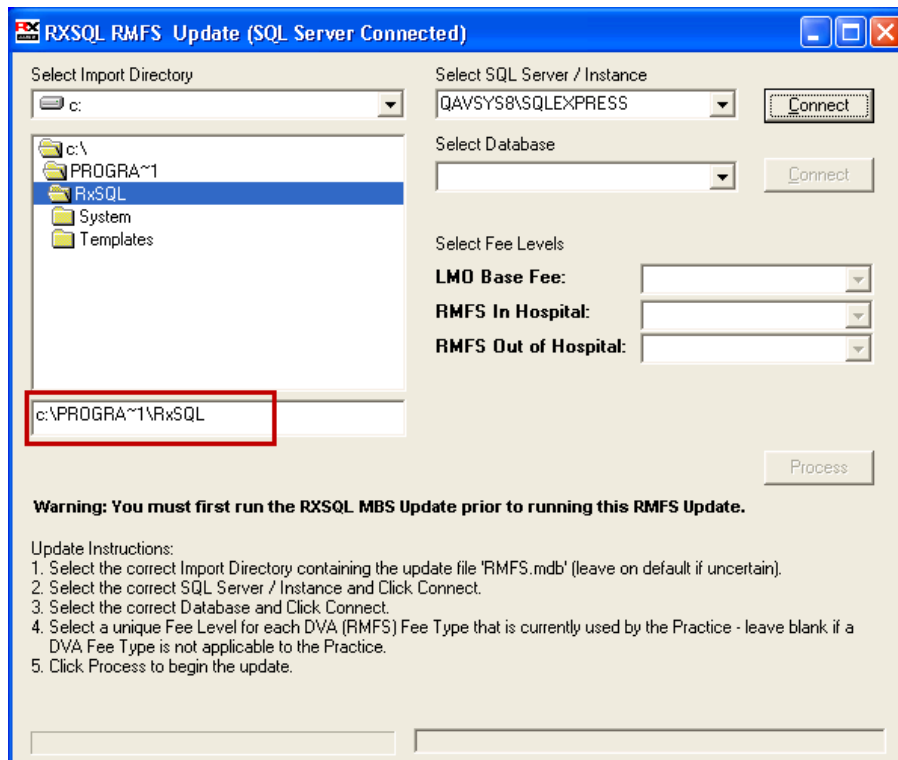 RXSQL RMFS  Update (SQL Server Connected)
Select Import Directory
c:
c:\
PROGRA~1
RxSQL
System
Templates
c:\PROGRA~1\RxSQL
Select SQL Server / Instance
QAVSYS8\SQLEXPRESS
Connect
Select Database
Connect
Select Fee Levels
LMO Base Fee:
RMFS In Hospital:
RMFS Out of Hospital:
Process
Warning: You must first run the RXSQL MBS Update prior to running this RMFS Update.
Update Instructions:
1. Select the correct Import Directory containing the update file 'RMFS.mdb' (leave on default if uncertain).
2. Select the correct SQL Server / Instance and Click Connect.
3. Select the correct Database and Click Connect.
4. Select a unique Fee Level for each DVA (RMFS) Fee Type that is currently used by the Practice - leave blank if a
DVA Fee Type is not applicable to the Practice.
5. Click Process to begin the update.